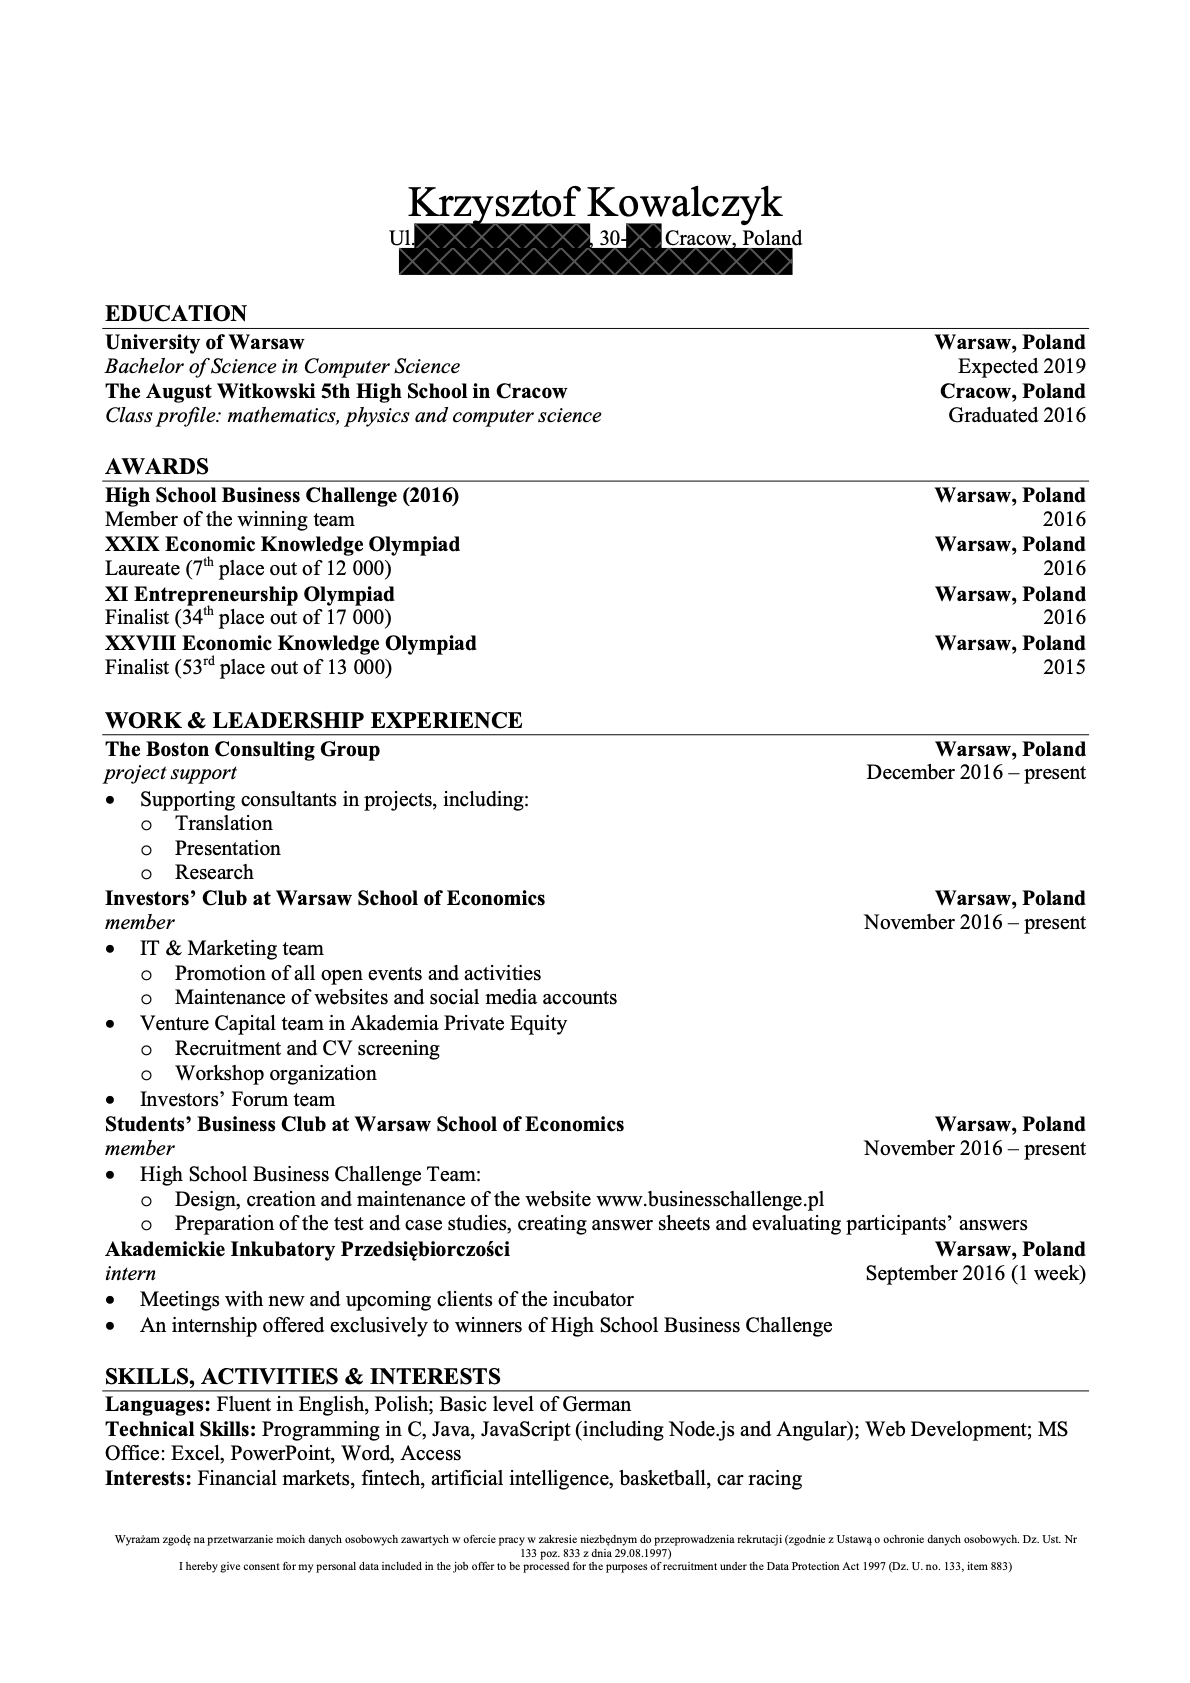 Krzysztof Kowalczyk
Ul. , 30- Cracow, Poland
EDUCATION
University of Warsaw Warsaw, Poland
Bachelor of Science in Computer Science Expected 2019
The August Witkowski 5th High School in Cracow Cracow, Poland
Class profile: mathematics, physics and computer science Graduated 2016
AWARDS
High School Business Challenge (2016) Warsaw, Poland
Member of the winning team 2016
XXIX Economic Knowledge Olympiad Warsaw, Poland
Laureate (7th place out of 12 000) 2016
XI Entrepreneurship Olympiad Warsaw, Poland
Finalist (34th place out of 17 000) 2016
XXVIII Economic Knowledge Olympiad Warsaw, Poland
Finalist (53rd place out of 13 000) 2015
WORK & LEADERSHIP EXPERIENCE
The Boston Consulting Group Warsaw, Poland
project support December 2016 – present
• Supporting consultants in projects, including:
o Translation
o Presentation
o Research
Investors’ Club at Warsaw School of Economics Warsaw, Poland
member November 2016 – present
• IT & Marketing team
o Promotion of all open events and activities
o Maintenance of websites and social media accounts
• Venture Capital team in Akademia Private Equity
o Recruitment and CV screening
o Workshop organization
• Investors’ Forum team
Students’ Business Club at Warsaw School of Economics Warsaw, Poland
member November 2016 – present
• High School Business Challenge Team:
o Design, creation and maintenance of the website www.businesschallenge.pl
o Preparation of the test and case studies, creating answer sheets and evaluating participants’ answers
Akademickie Inkubatory Przedsiębiorczości Warsaw, Poland
intern September 2016 (1 week)
• Meetings with new and upcoming clients of the incubator
• An internship offered exclusively to winners of High School Business Challenge
SKILLS, ACTIVITIES & INTERESTS
Languages: Fluent in English, Polish; Basic level of German
Technical Skills: Programming in C, Java, JavaScript (including Node.js and Angular); Web Development; MS
Office: Excel, PowerPoint, Word, Access
Interests: Financial markets, fintech, artificial intelligence, basketball, car racing
Wyrażam zgodę na przetwarzanie moich danych osobowych zawartych w ofercie pracy w zakresie niezbędnym do przeprowadzenia rekrutacji (zgodnie z Ustawą o ochronie danych osobowych. Dz. Ust. Nr
133 poz. 833 z dnia 29.08.1997)
I hereby give consent for my personal data included in the job offer to be processed for the purposes of recruitment under the Data Protection Act 1997 (Dz. U. no. 133, item 883)